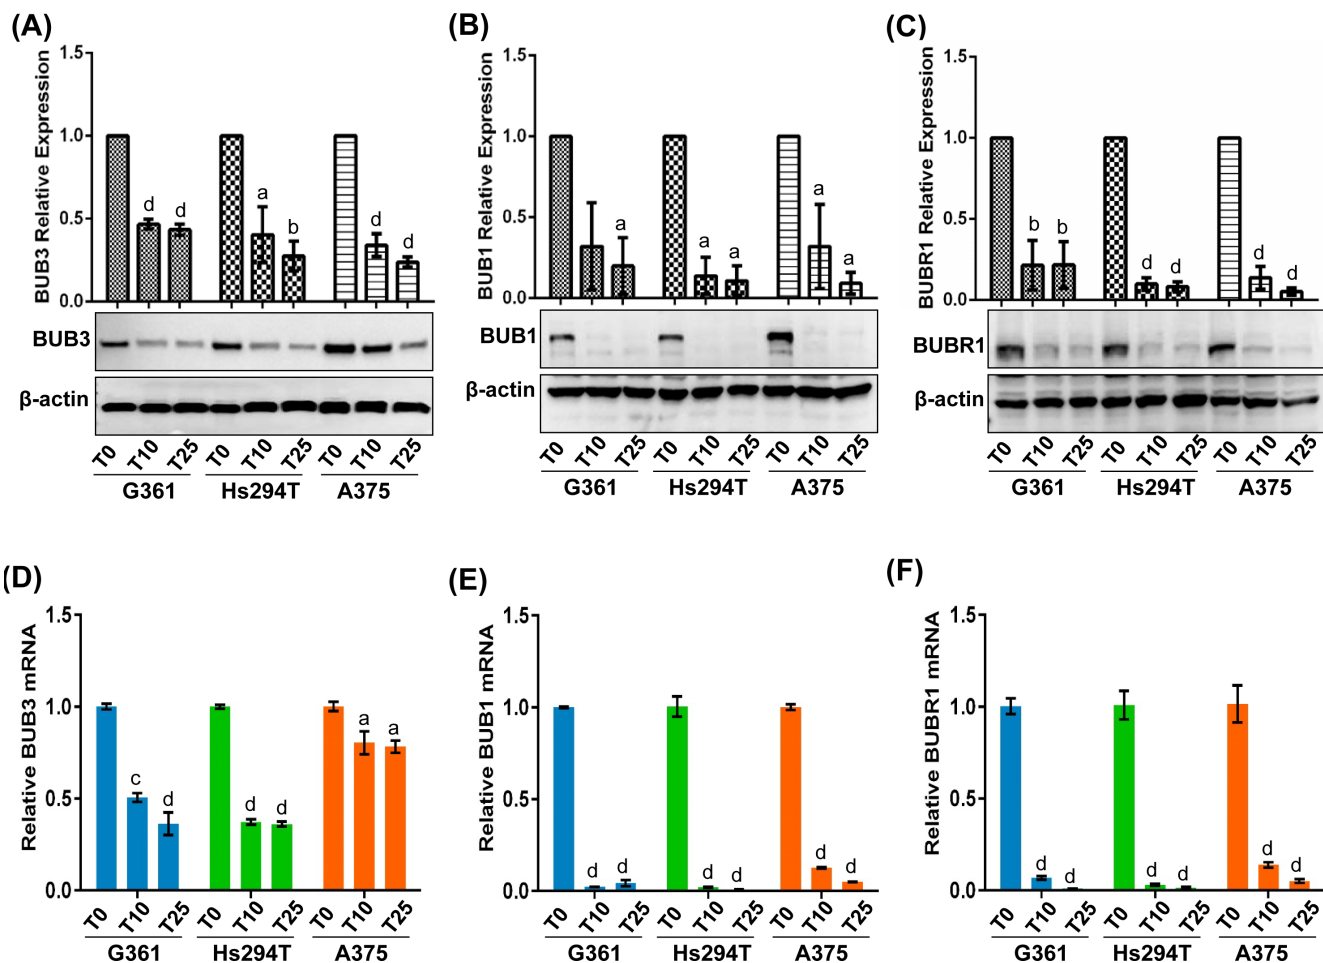 (A)
BUB3 Relative Expression
1.5
1.0
0.5
0.0
d d a b d d
BUB3
β-actin
T0 T10 T25 T0 T10 T25 T0 T10 T25
G361 Hs294T A375
(B)
BUB1 Relative Expression
1.5
1.0
0.5
0.0
a a a a a
BUB1
β-actin
T0 T10 T25 T0 T10 T25 T0 T10 T25
G361 Hs294T A375
(C)
BUBR1 Relative Expression
1.5
1.0
0.5
0.0
b b d d d d
BUBR1
β-actin
T0 T10 T25 T0 T10 T25 T0 T10 T25
G361 Hs294T A375
(D)
Relative BUB3 mRNA
1.5
1.0
0.5
0.0
c d d d a a
T0 T10 T25 T0 T10 T25 T0 T10 T25
G361 Hs294T A375
(E)
Relative BUB1 mRNA
1.5
1.0
0.5
0.0
d d d d d d
T0 T10 T25 T0 T10 T25 T0 T10 T25
G361 Hs294T A375
(F)
Relative BUBR1 mRNA
1.5
1.0
0.5
0.0
d d d d d d
T0 T10 T25 T0 T10 T25 T0 T10 T25
G361 Hs294T A375